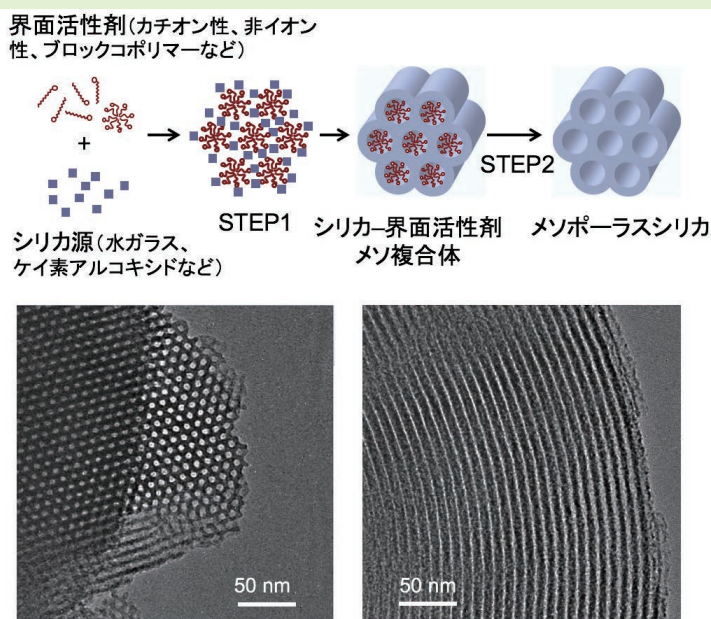 界面活性剤(カチオン性、非イオン
性、ブロックコポリマーなど)
+
STEP2
STEP1
シリカ–界面活性剤
メソ複合体
メソポーラスシリカ
シリカ源(水ガラス、
ケイ素アルコキシドなど)
50 nm
50 nm